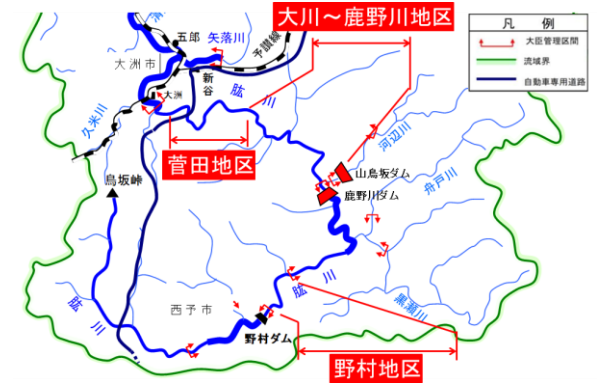 大川～鹿野川地区
凡 例
大臣管理区間
流域界
自動車専用道路
五郎
矢落川
予讃線
大洲市
新谷
大洲
肱川
久米川
菅田地区
河辺川
山鳥坂ダム
鹿野川ダム
舟戸川
鳥坂峠
肱川
肱川
黒瀬川
西予市
野村ダム
野村地区